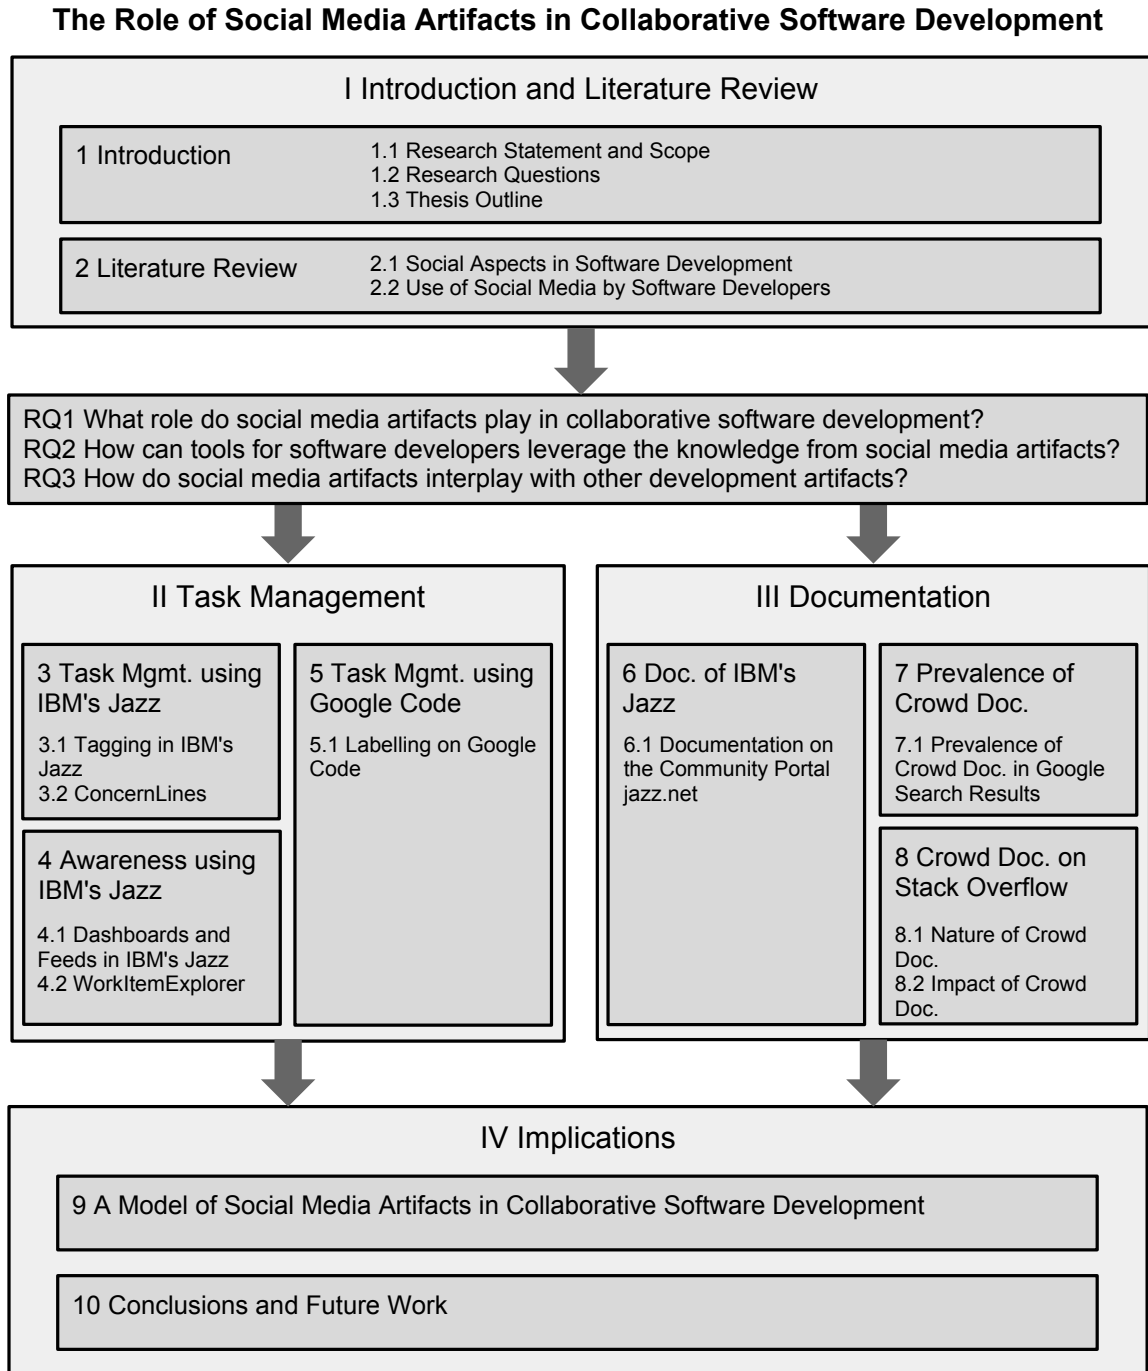 The Role of Social Media Artifacts in Collaborative Software Development
I Introduction and Literature Review
1 Introduction
1.1 Research Statement and Scope
1.2 Research Questions
1.3 Thesis Outline
2 Literature Review
2.1 Social Aspects in Software Development
2.2 Use of Social Media by Software Developers
RQ1 What role do social media artifacts play in collaborative software development?
RQ2 How can tools for software developers leverage the knowledge from social media artifacts?
RQ3 How do social media artifacts interplay with other development artifacts?
II Task Management
3 Task Mgmt. using
IBM's Jazz
3.1 Tagging in IBM's
Jazz
3.2 ConcernLines
4 Awareness using
IBM's Jazz
4.1 Dashboards and
Feeds in IBM's Jazz
4.2 WorkItemExplorer
5 Task Mgmt. using
Google Code
5.1 Labelling on Google
Code
III Documentation
6 Doc. of IBM's
Jazz
6.1 Documentation on
the Community Portal
jazz.net
7 Prevalence of
Crowd Doc.
7.1 Prevalence of
Crowd Doc. in Google
Search Results
8 Crowd Doc. on
Stack Overflow
8.1 Nature of Crowd
Doc.
8.2 Impact of Crowd
Doc.
IV Implications
9 A Model of Social Media Artifacts in Collaborative Software Development
10 Conclusions and Future Work